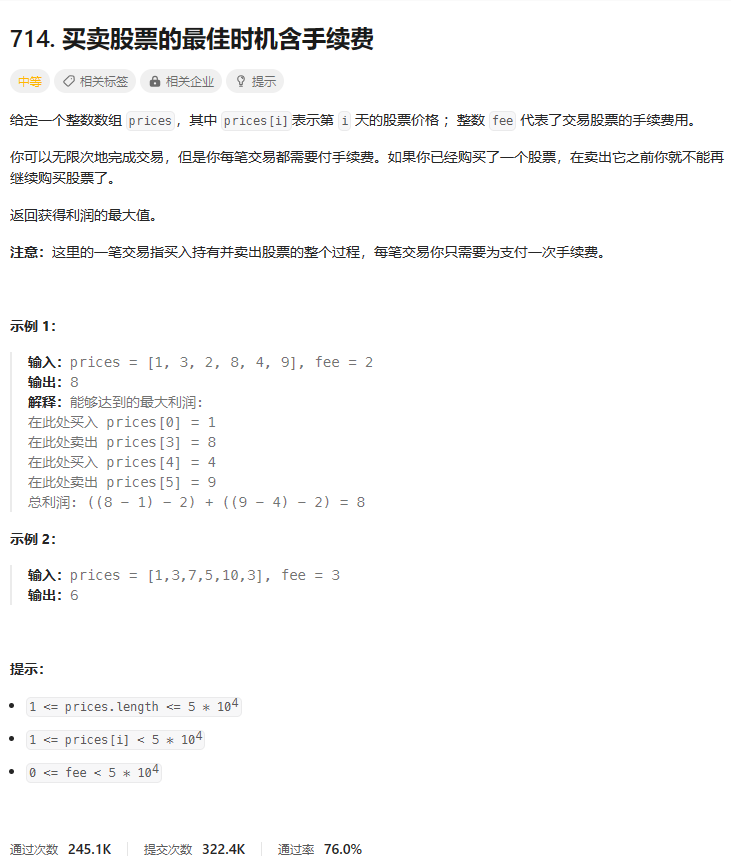 714. 买卖股票的最佳时机含手续费
中等 相关标签 相关企业 提示
给定一个整数数组 prices，其中 prices[i]表示第 i 天的股票价格 ；整数 fee 代表了交易股票的手续费用。
你可以无限次地完成交易，但是你每笔交易都需要付手续费。如果你已经购买了一个股票，在卖出它之前你就不能再
继续购买股票了。
返回获得利润的最大值。
注意：这里的一笔交易指买入持有并卖出股票的整个过程，每笔交易你只需要为支付一次手续费。
示例 1：
输入：prices = [1, 3, 2, 8, 4, 9], fee = 2
输出：8
解释：能够达到的最大利润:
在此处买入 prices[0] = 1
在此处卖出 prices[3] = 8
在此处买入 prices[4] = 4
在此处卖出 prices[5] = 9
总利润: ((8 - 1) - 2) + ((9 - 4) - 2) = 8
示例 2：
输入：prices = [1,3,7,5,10,3], fee = 3
输出：6
提示：
1 <= prices.length <= 5 * 10⁴
1 <= prices[i] < 5 * 10⁴
0 <= fee < 5 * 10⁴
通过次数 245.1K 提交次数 322.4K 通过率 76.0%